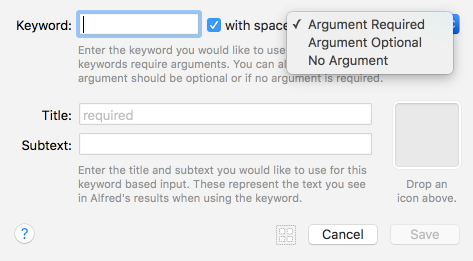 Keyword: with space ✓ Argument Required
Argument Optional
No Argument
Enter the keyword you would like to use
keywords require arguments. You can al
argument should be optional or if no argument is required.
Title: required
Subtext:
Enter the title and subtext you would like to use for this
keyword based input. These represent the text you see
in Alfred's results when using the keyword.
Drop an
icon above.
? Cancel Save